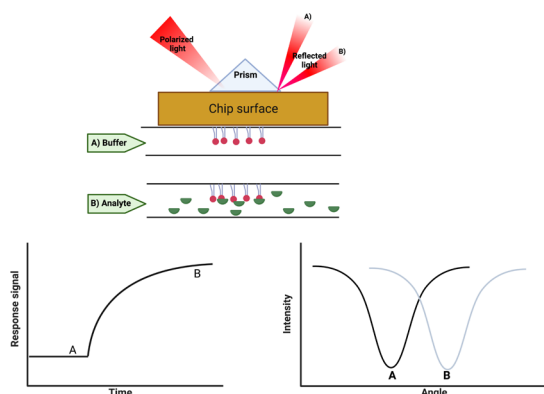 A)
Polarized
light
Reflected
light
B)
Prism
Chip surface
A) Buffer
B) Analyte
Response signal
A
B
Time
Intensity
A
B
Angle